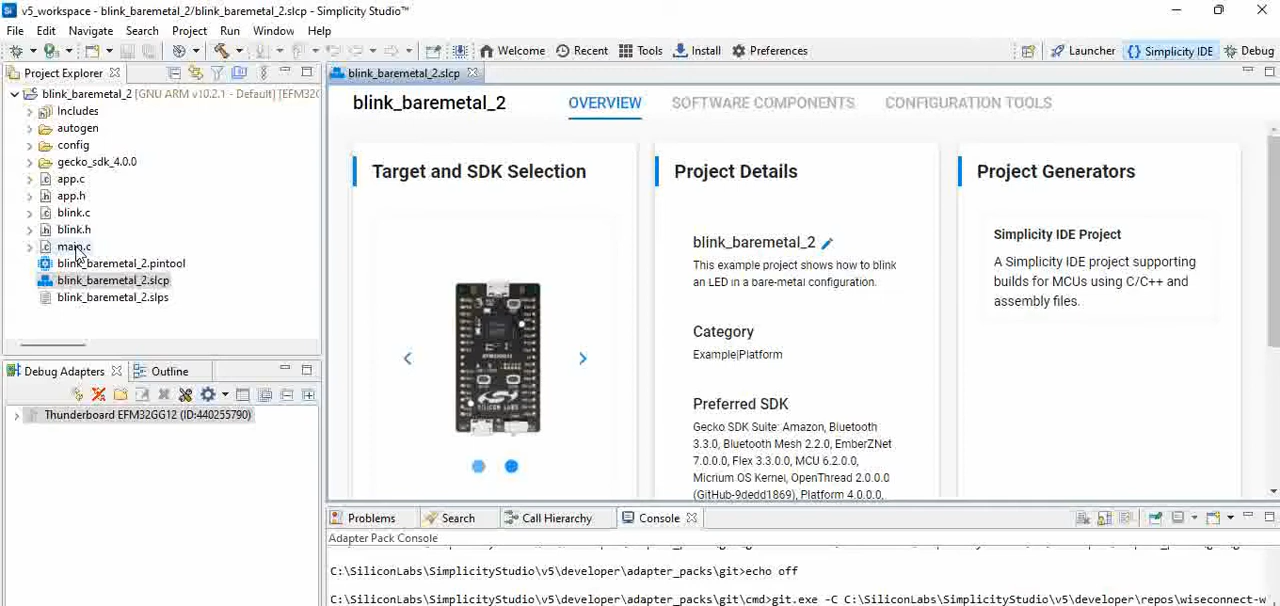 v5_workspace - blink_baremetal_2/blink_baremetal_2.slcp - Simplicity Studio™
File Edit Navigate Search Project Run Window Help
Welcome Recent Tools Install Preferences Launcher Simplicity IDE Debug
Project Explorer
blink_baremetal_2.slcp
blink_baremetal_2 [GNU ARM v10.2.1 - Default] [EFM32G
Includes
autogen
config
gecko_sdk_4.0.0
app.c
app.h
blink.c
blink.h
main.c
blink_baremetal_2.pintool
blink_baremetal_2.slcp
blink_baremetal_2.slps
Debug Adapters Outline
Thunderboard EFM32GG12 (ID:440255790)
blink_baremetal_2 OVERVIEW SOFTWARE COMPONENTS CONFIGURATION TOOLS
Target and SDK Selection
SILICON LABS
Project Details
blink_baremetal_2
This example project shows how to blink
an LED in a bare-metal configuration.
Category
Example|Platform
Preferred SDK
Gecko SDK Suite: Amazon, Bluetooth
3.3.0, Bluetooth Mesh 2.2.0, EmberZNet
7.0.0.0, Flex 3.3.0.0, MCU 6.2.0.0,
Micrium OS Kernel, OpenThread 2.0.0.0
(GitHub-9dedd1869), Platform 4.0.0.0,
Project Generators
Simplicity IDE Project
A Simplicity IDE project supporting
builds for MCUs using C/C++ and
assembly files.
Problems Search Call Hierarchy Console
Adapter Pack Console
C:\SiliconLabs\SimplicityStudio\v5\developer\adapter_packs\git>echo off
C:\SiliconLabs\SimplicityStudio\v5\developer\adapter_packs\git\cmd>git.exe -C C:\SiliconLabs\SimplicityStudio\v5\developer\repos\wiseconnect-w